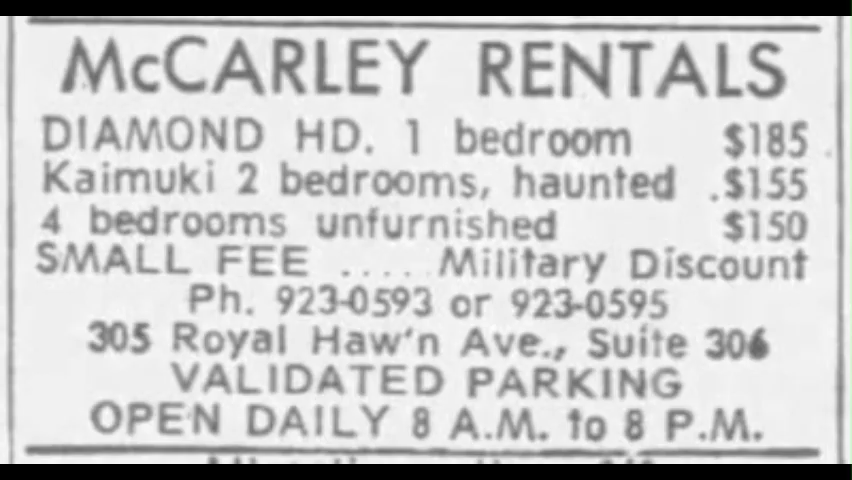 McCARLEY RENTALS
DIAMOND HD. 1 bedroom $185
Kaimuki 2 bedrooms, haunted .$155
4 bedrooms unfurnished $150
SMALL FEE .... Military Discount
Ph. 923-0593 or 923-0595
305 Royal Haw'n Ave., Suite 306
VALIDATED PARKING
OPEN DAILY 8 A.M. to 8 P.M.